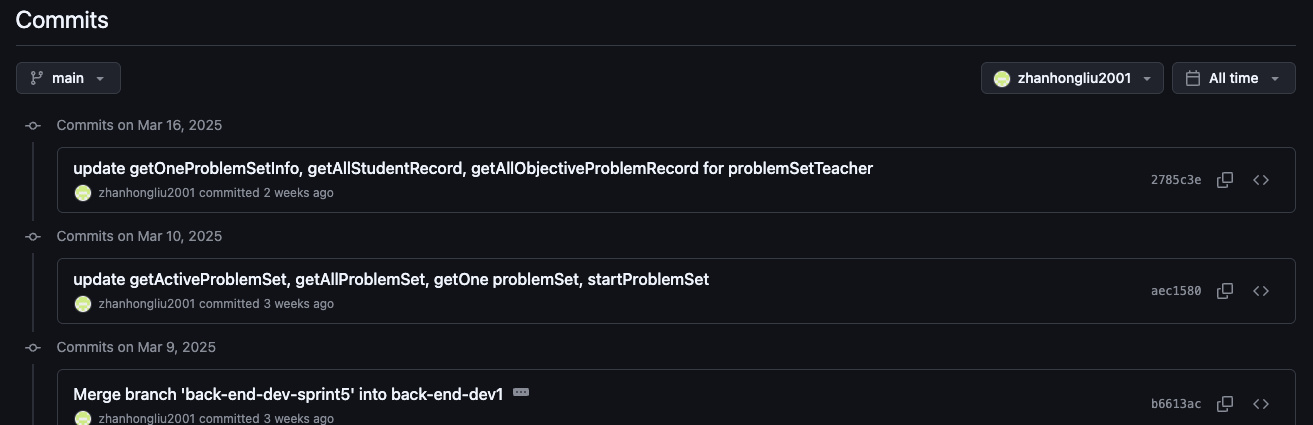 Commits
main
zhanhongliu2001
All time
Commits on Mar 16, 2025
update getOneProblemSetInfo, getAllStudentRecord, getAllObjectiveProblemRecord for problemSetTeacher
zhanhongliu2001 committed 2 weeks ago
2785c3e
Commits on Mar 10, 2025
update getActiveProblemSet, getAllProblemSet, getOne problemSet, startProblemSet
zhanhongliu2001 committed 3 weeks ago
aec1580
Commits on Mar 9, 2025
Merge branch 'back-end-dev-sprint5' into back-end-dev1
zhanhongliu2001 committed 3 weeks ago
b6613ac